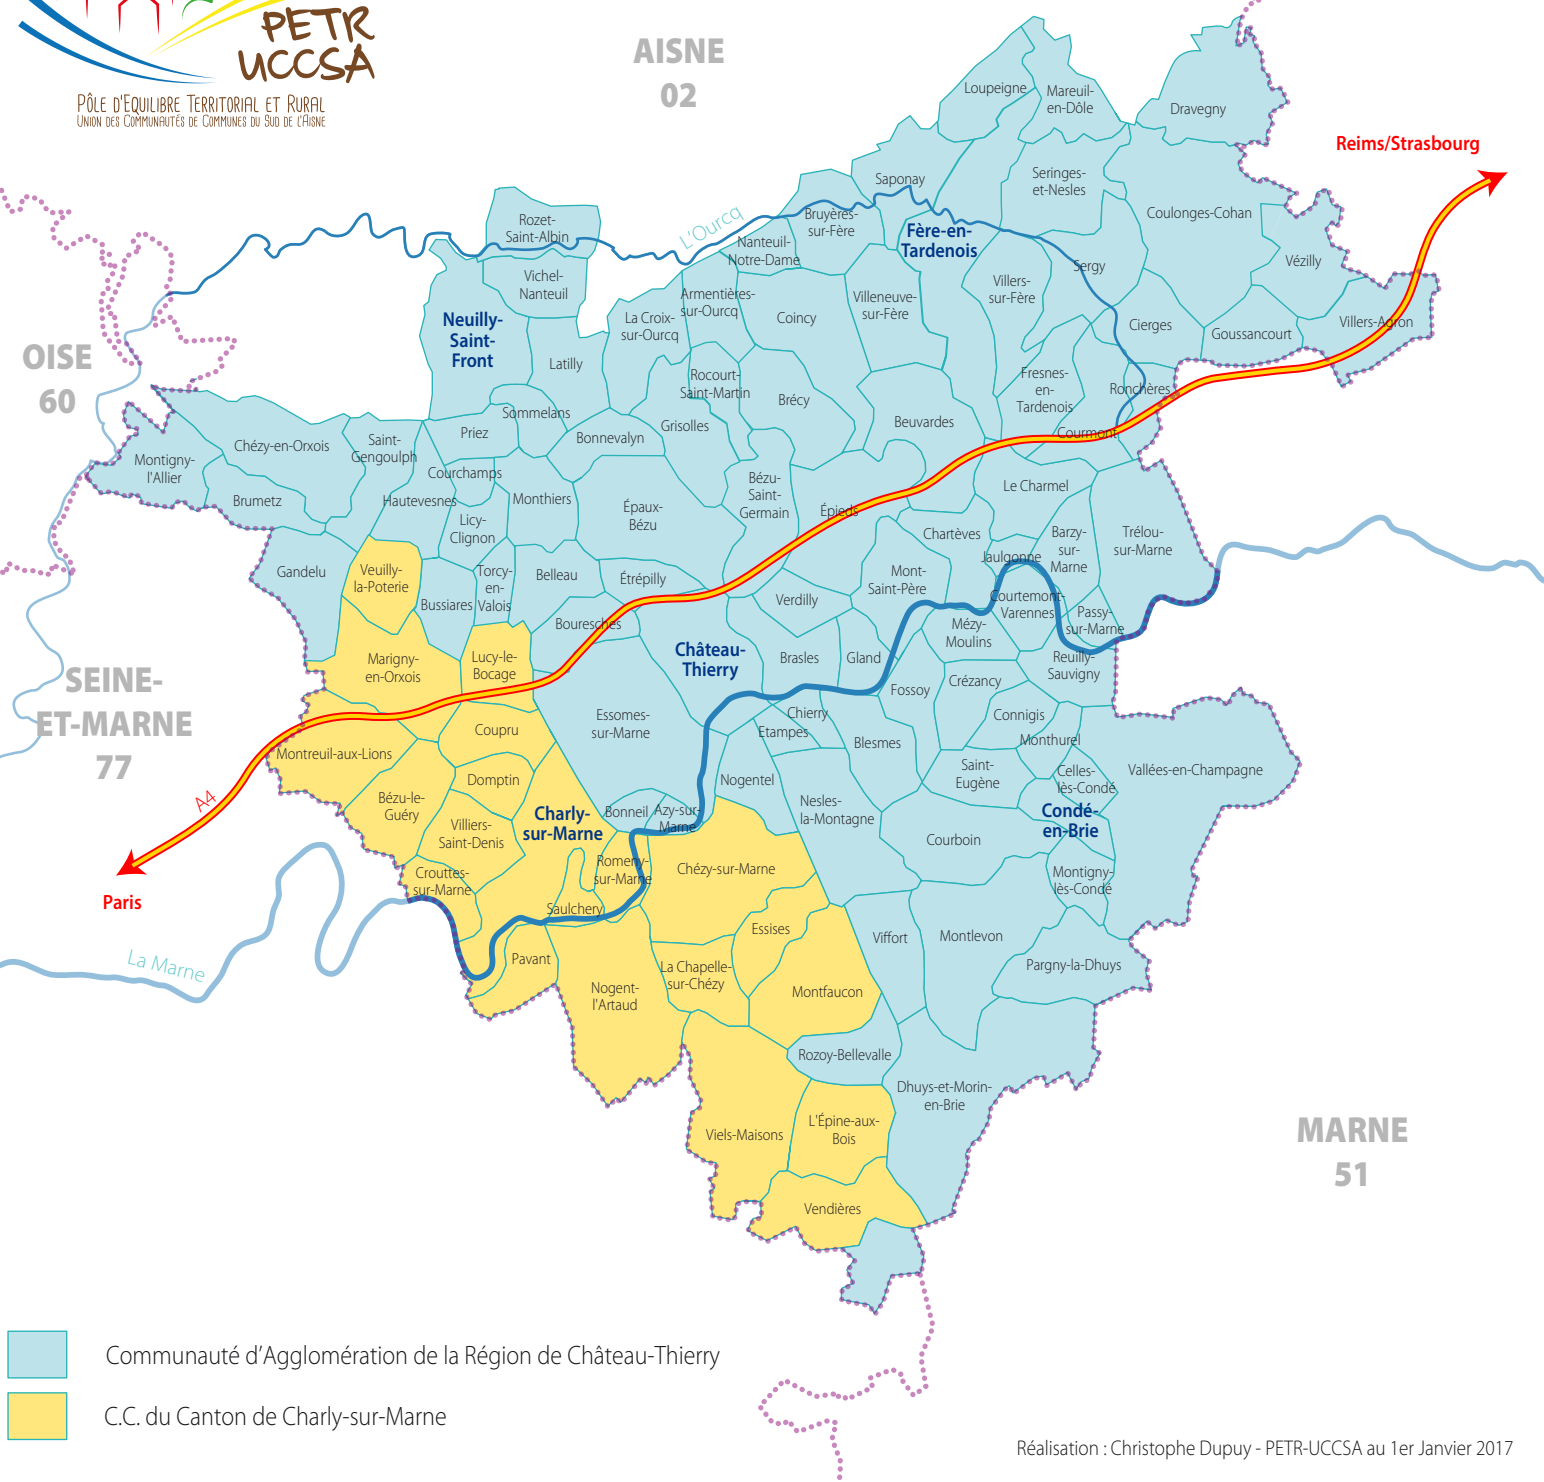 PETR
UCCSA
PÔLE D'EQUILIBRE TERRITORIAL ET RURAL
UNION DES COMMUNAUTÉS DE COMMUNES DU SUD DE L'AISNE
AISNE
02
Reims/Strasbourg
OISE
60
SEINE-
ET-MARNE
77
MARNE
51
Paris
A4
La Marne
L'Ourcq
Loupeigne
Mareuil-
en-Dôle
Dravegny
Saponay
Seringes-
et-Nesles
Coulonges-Cohan
Vézilly
Rozet-
Saint-Albin
Bruyères-
sur-Fère
Fère-en-
Tardenois
Nanteuil-
Notre-Dame
Sergy
Vichel-
Nanteuil
Villers-
sur-Fère
Armentières-
sur-Ourcq
Villeneuve-
sur-Fère
Neuilly-
Saint-
Front
La Croix-
sur-Ourcq
Coincy
Cierges
Goussancourt
Villers-Agron
Latilly
Rocourt-
Saint-Martin
Fresnes-
en-
Tardenois
Ronchères
Brécy
Sommelans
Priez
Bonnevalyn
Grisolles
Beuvardes
Courmont
Saint-
Gengoulph
Chézy-en-Orxois
Montigny-
l'Allier
Brumetz
Courchamps
Hautevesnes
Monthiers
Licy-
Clignon
Épaux-
Bézu
Bézu-
Saint-
Germain
Épieds
Le Charmel
Chartèves
Barzy-
sur-
Marne
Trélou-
sur-Marne
Jaulgonne
Gandelu
Veuilly-
la-Poterie
Bussiares
Torcy-
en-
Valois
Belleau
Étrépilly
Mont-
Saint-Père
Verdilly
Courtemont-
Varennes
Passy-
sur-Marne
Bouresches
Mézy-
Moulins
Reuilly-
Sauvigny
Marigny-
en-Orxois
Lucy-le-
Bocage
Château-
Thierry
Brasles
Gland
Fossoy
Crézancy
Connigis
Monthurel
Essomes-
sur-Marne
Chierry
Etampes
Blesmes
Coupru
Montreuil-aux-Lions
Domptin
Nogentel
Saint-
Eugène
Celles-
lès-Condé
Vallées-en-Champagne
Bézu-le-
Guéry
Charly-
sur-Marne
Bonneil
Azy-sur-
Marne
Nesles-
la-Montagne
Condé-
en-Brie
Villiers-
Saint-Denis
Courboin
Crouttes-
sur-Marne
Romeny-
sur-Marne
Chézy-sur-Marne
Montigny-
lès-Condé
Saulchery
Essises
Viffort
Montlevon
Pavant
La Chapelle-
sur-Chézy
Pargny-la-Dhuys
Nogent-
l'Artaud
Montfaucon
Rozoy-Bellevalle
Dhuys-et-Morin-
en-Brie
Viels-Maisons
L'Épine-aux-
Bois
Vendières
Communauté d'Agglomération de la Région de Château-Thierry
C.C. du Canton de Charly-sur-Marne
Réalisation : Christophe Dupuy - PETR-UCCSA au 1er Janvier 2017